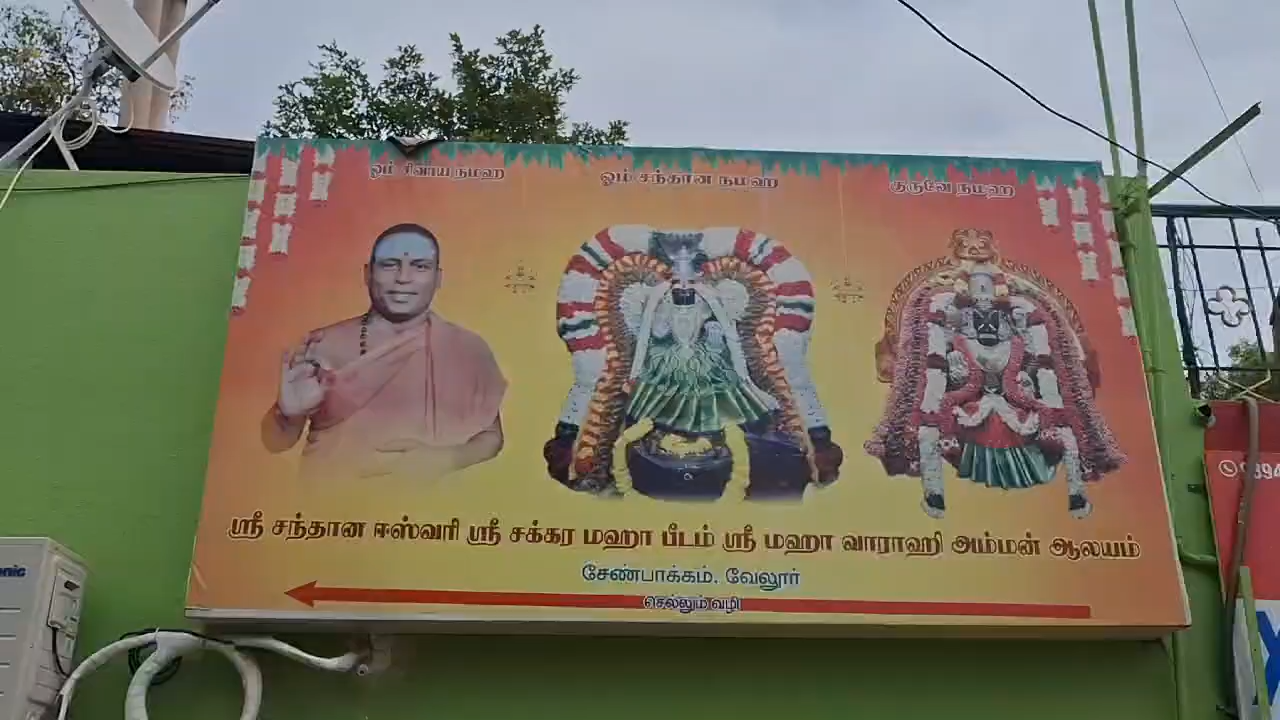 ஓம் சிவாய நமஹ
ஓம் சந்தான நமஹ
குருவே நமஹ
ஸ்ரீ சந்தான ஈஸ்வரி ஸ்ரீ சக்கர மஹா பீடம் ஸ்ரீ மஹா வாராஹி அம்மன் ஆலயம்
சேண்பாக்கம், வேலூர்
செல்லும் வழி